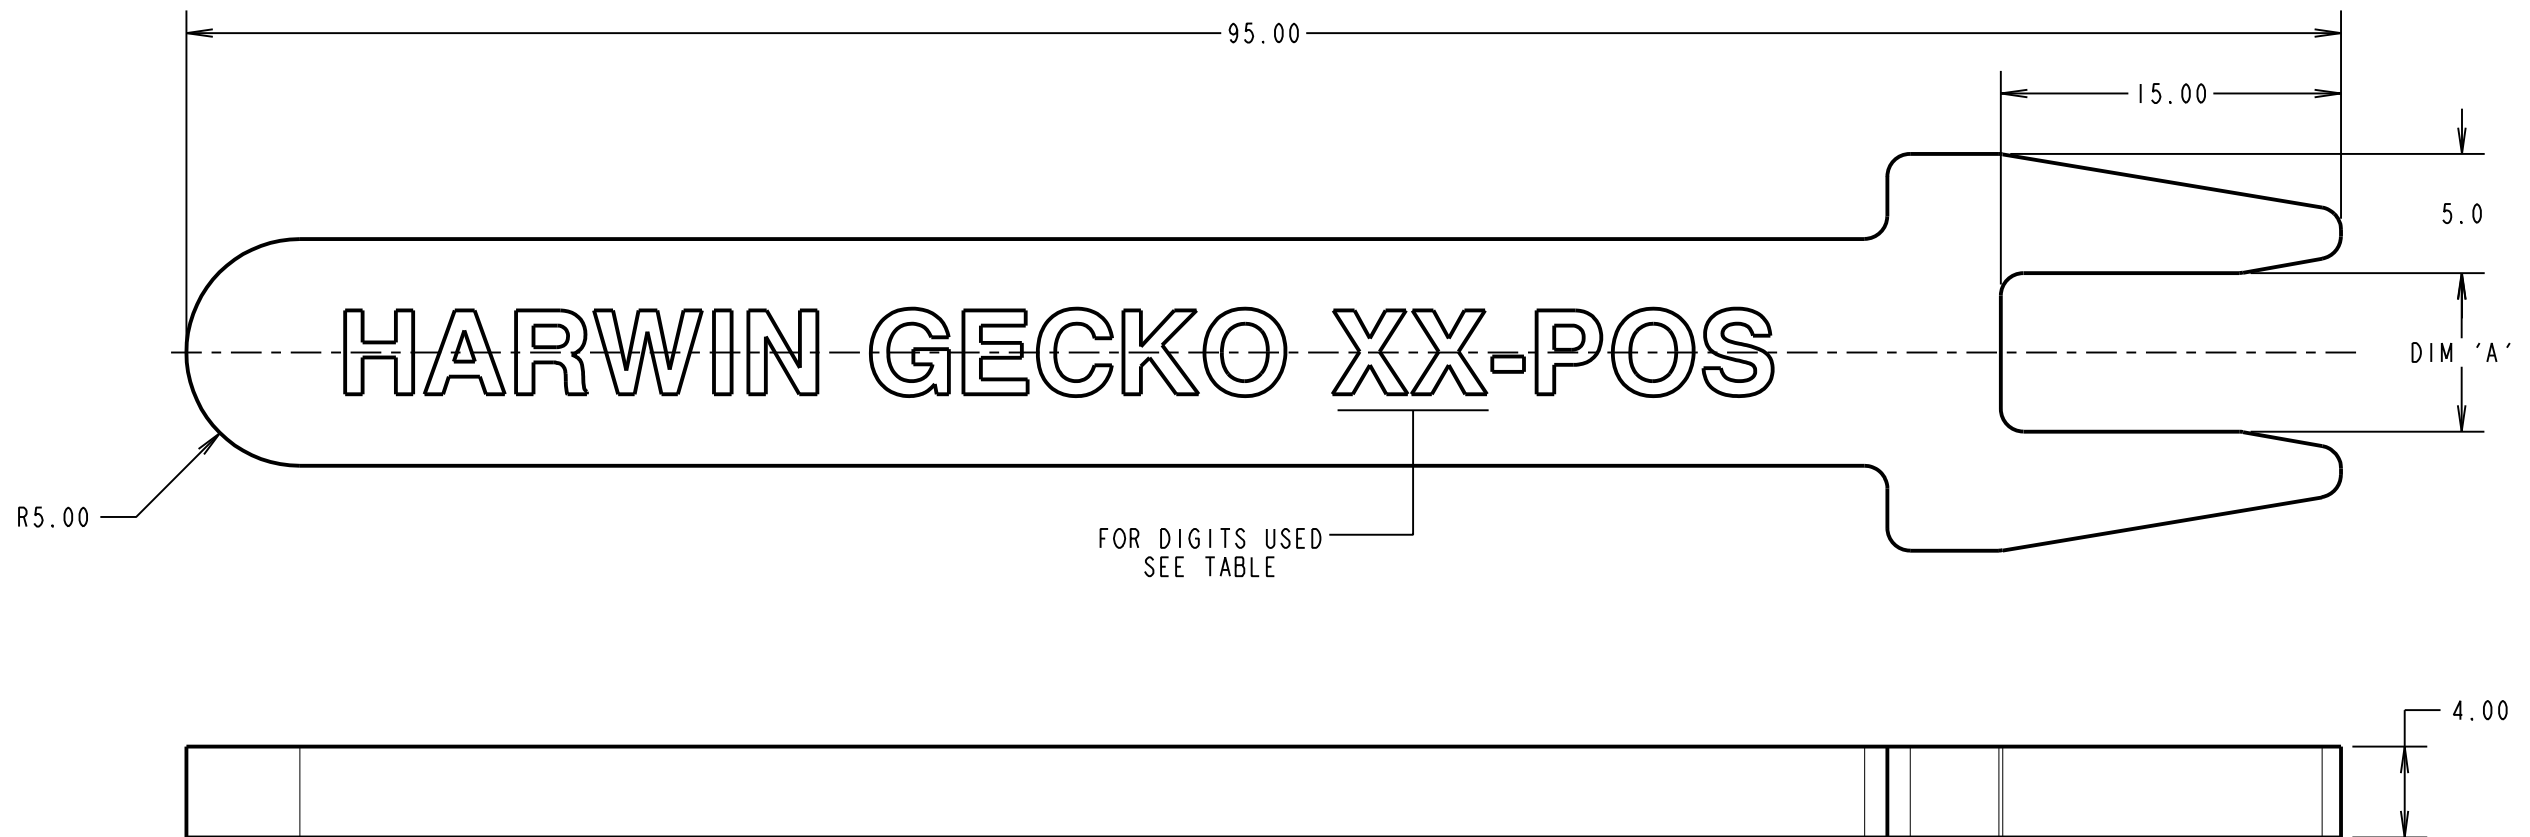 95.00
15.00
5.0
HARWIN GECKO XX-POS
DIM 'A'
R5.00
FOR DIGITS USED
SEE TABLE
4.00